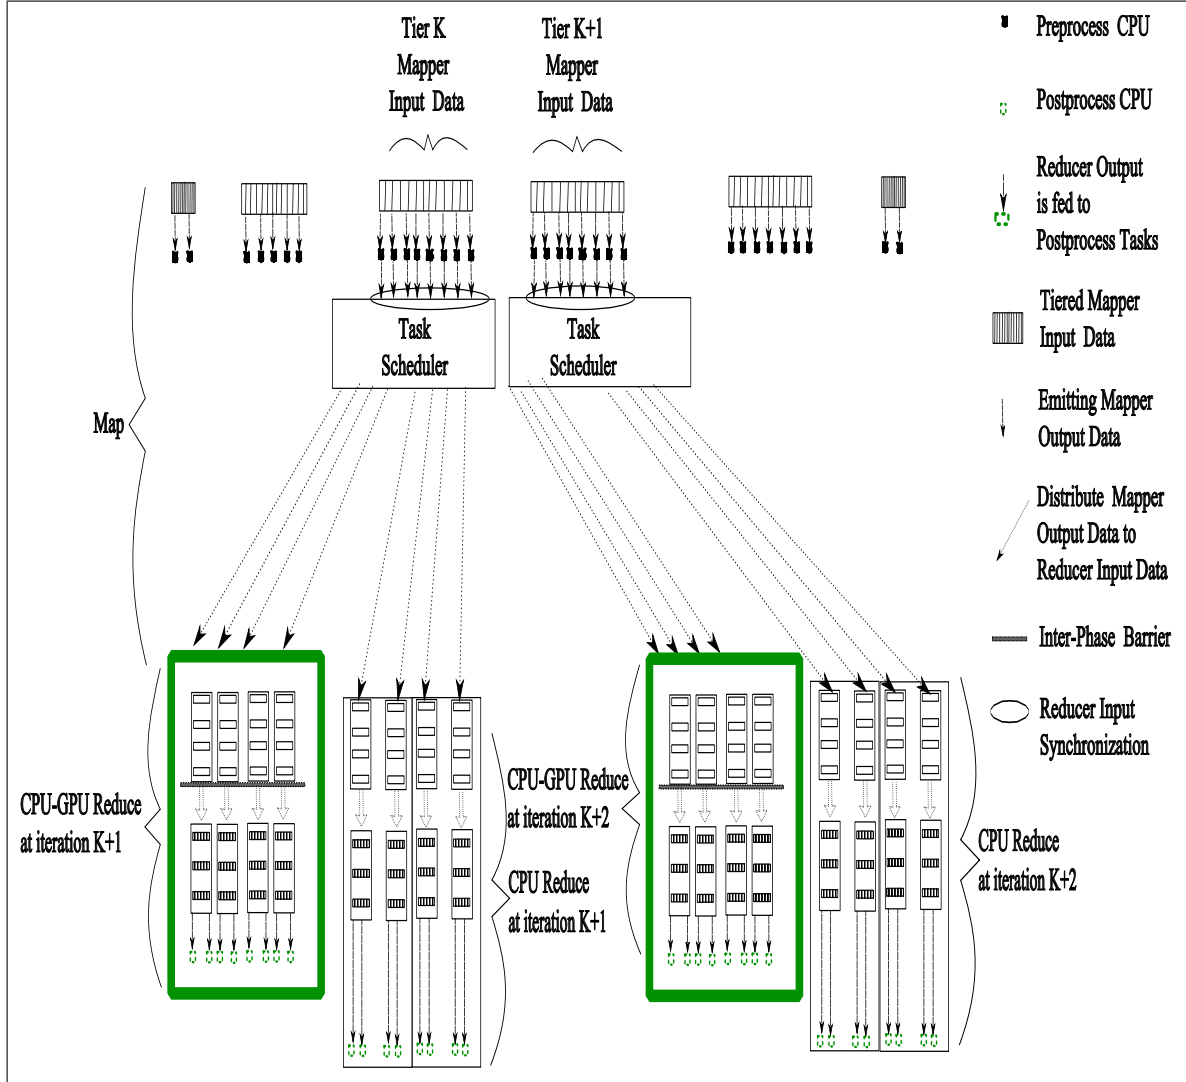 Tier K
Mapper
Input Data
Tier K+1
Mapper
Input Data
Preprocess CPU
Postprocess CPU
Reducer Output
is fed to
Postprocess Tasks
Tiered Mapper
Input Data
Emitting Mapper
Output Data
Distribute Mapper
Output Data to
Reducer Input Data
Inter-Phase Barrier
Reducer Input
Synchronization
Task
Scheduler
Task
Scheduler
Map
CPU-GPU Reduce
at iteration K+1
CPU-GPU Reduce
at iteration K+2
CPU Reduce
at iteration K+1
CPU Reduce
at iteration K+2